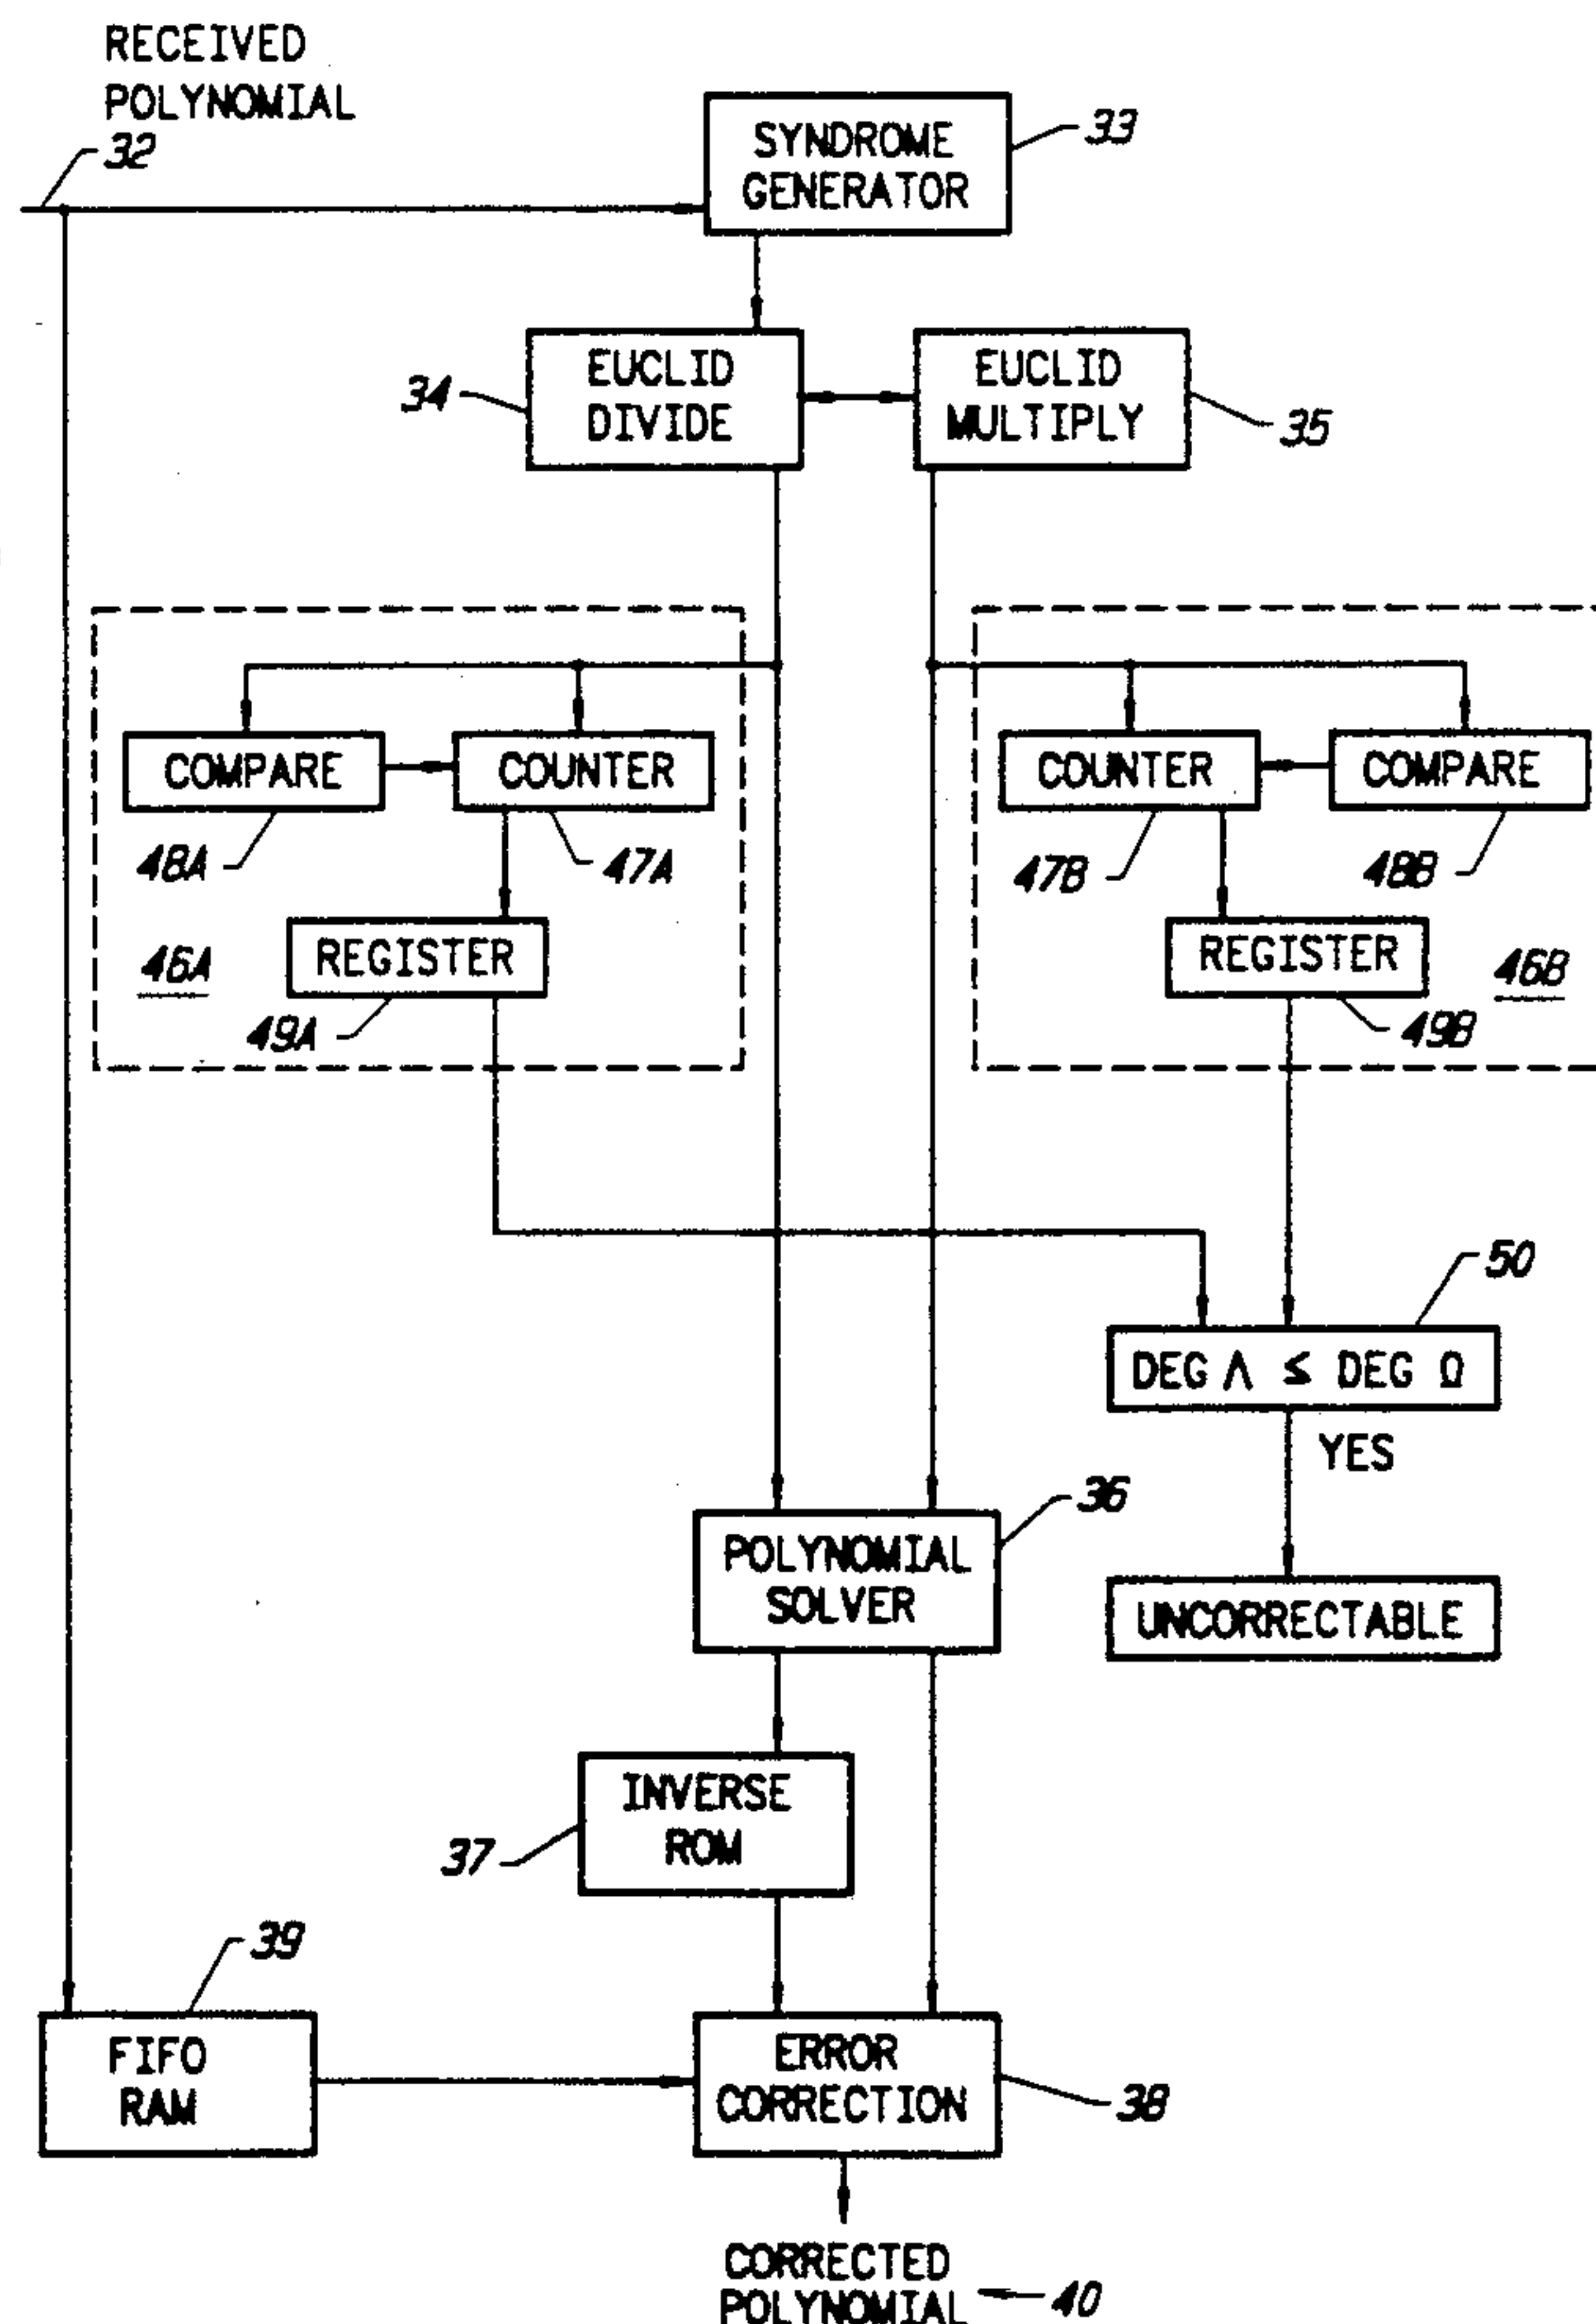 RECEIVED
POLYNOMIAL
32
SYNDROME
GENERATOR
33
EUCLID
DIVIDE
34
EUCLID
MULTIPLY
35
COMPARE
COUNTER
COUNTER
COMPARE
48A
47A
47B
48B
REGISTER
46A
49A
REGISTER
46B
49B
50
DEG Λ ≤ DEG Ω
YES
UNCORRECTABLE
36
POLYNOMIAL
SOLVER
INVERSE
ROM
37
39
FIFO
RAM
ERROR
CORRECTION
38
CORRECTED
POLYNOMIAL
40